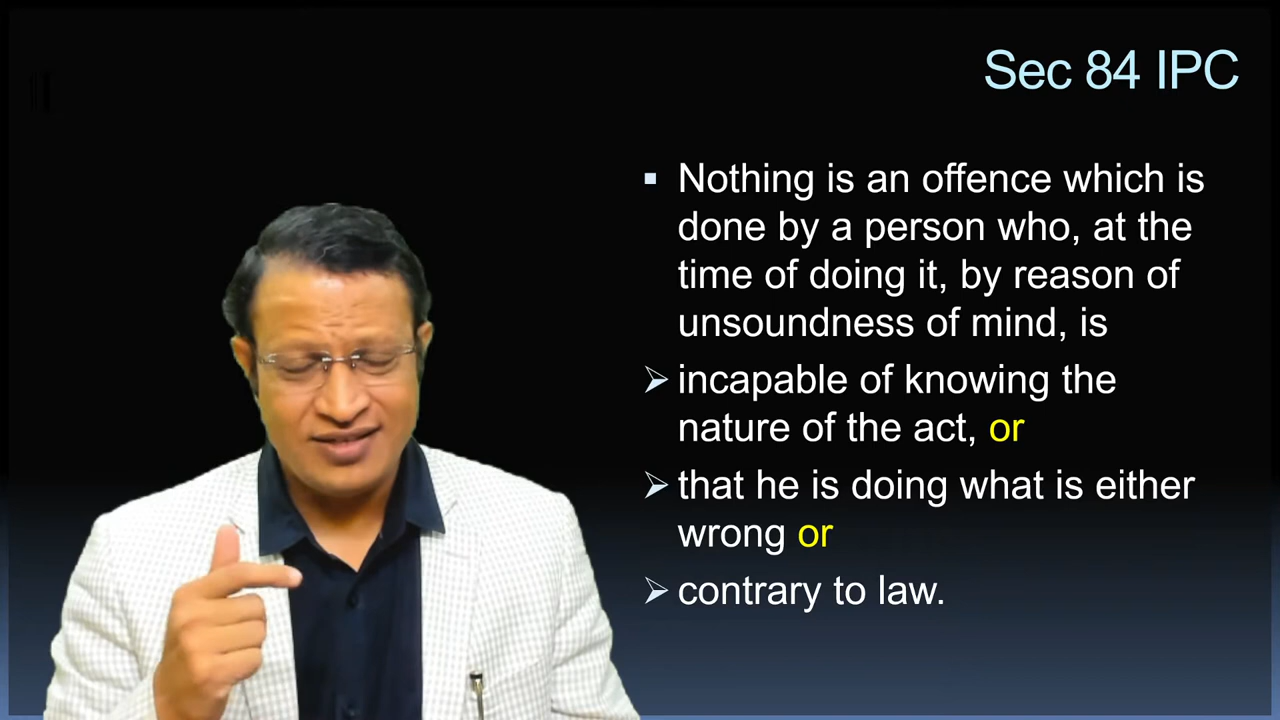 Sec 84 IPC
▪ Nothing is an offence which is
done by a person who, at the
time of doing it, by reason of
unsoundness of mind, is
➢ incapable of knowing the
nature of the act, or
➢ that he is doing what is either
wrong or
➢ contrary to law.